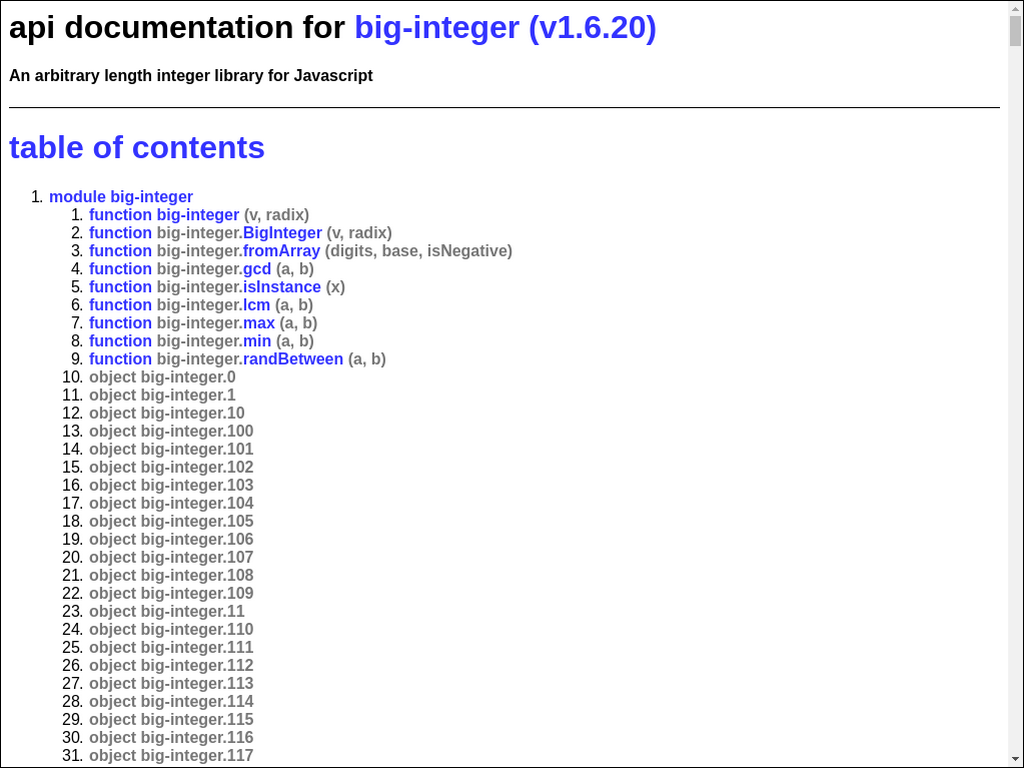 api documentation for big-integer (v1.6.20)
An arbitrary length integer library for Javascript
table of contents
1. module big-integer
1. function big-integer (v, radix)
2. function big-integer.BigInteger (v, radix)
3. function big-integer.fromArray (digits, base, isNegative)
4. function big-integer.gcd (a, b)
5. function big-integer.isInstance (x)
6. function big-integer.lcm (a, b)
7. function big-integer.max (a, b)
8. function big-integer.min (a, b)
9. function big-integer.randBetween (a, b)
10. object big-integer.0
11. object big-integer.1
12. object big-integer.10
13. object big-integer.100
14. object big-integer.101
15. object big-integer.102
16. object big-integer.103
17. object big-integer.104
18. object big-integer.105
19. object big-integer.106
20. object big-integer.107
21. object big-integer.108
22. object big-integer.109
23. object big-integer.11
24. object big-integer.110
25. object big-integer.111
26. object big-integer.112
27. object big-integer.113
28. object big-integer.114
29. object big-integer.115
30. object big-integer.116
31. object big-integer.117